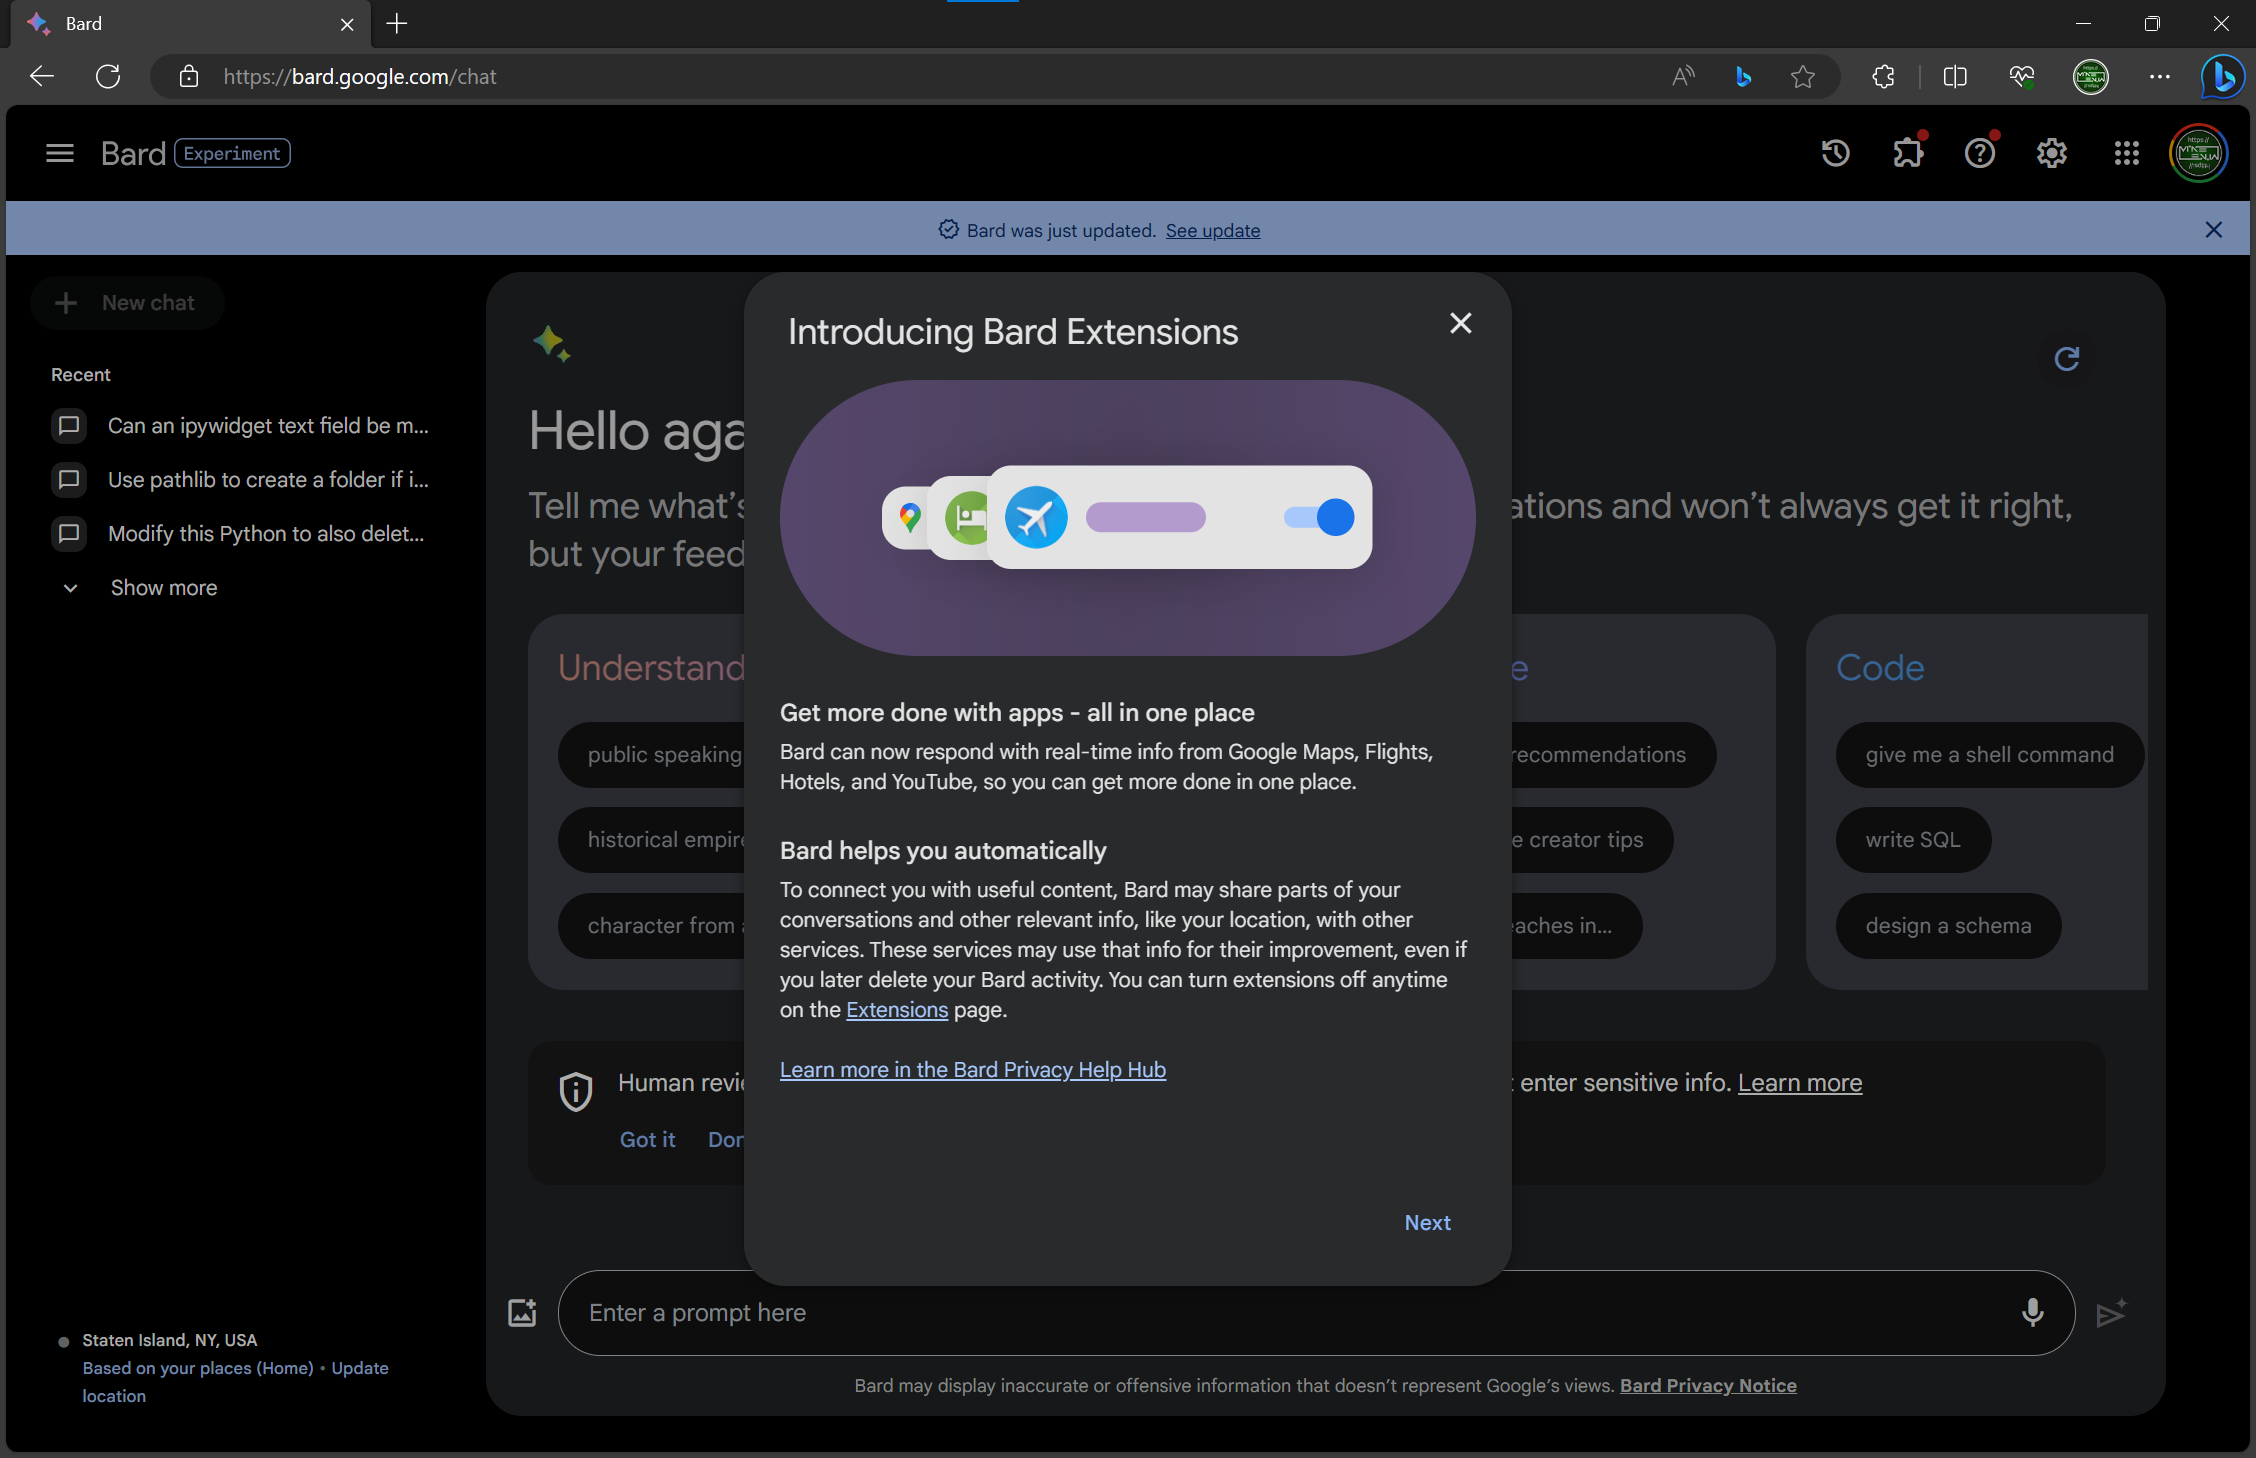 Bard
https://bard.google.com/chat
Bard Experiment
Bard was just updated. See update
New chat
Recent
Can an ipywidget text field be m...
Use pathlib to create a folder if i...
Modify this Python to also delet...
Show more
Staten Island, NY, USA
Based on your places (Home) • Update
location
Hello aga
Tell me what's
ations and won't always get it right,
but your feed
Understand
public speaking
historical empire
character from a
e
recommendations
e creator tips
eaches in...
Code
give me a shell command
write SQL
design a schema
Introducing Bard Extensions
Get more done with apps - all in one place
Bard can now respond with real-time info from Google Maps, Flights,
Hotels, and YouTube, so you can get more done in one place.
Bard helps you automatically
To connect you with useful content, Bard may share parts of your
conversations and other relevant info, like your location, with other
services. These services may use that info for their improvement, even if
you later delete your Bard activity. You can turn extensions off anytime
on the Extensions page.
Learn more in the Bard Privacy Help Hub
Next
Human revie
t enter sensitive info. Learn more
Got it Don
Enter a prompt here
Bard may display inaccurate or offensive information that doesn't represent Google's views. Bard Privacy Notice